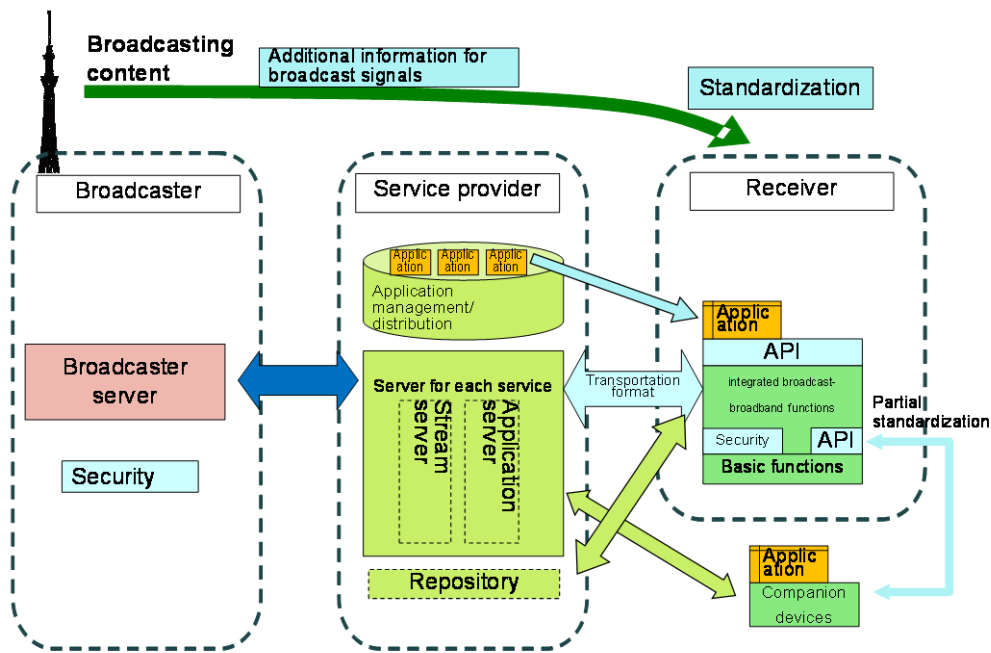 Broadcasting
content
Additional information for
broadcast signals
Standardization
Broadcaster
Service provider
Receiver
Applic
ation
Applic
ation
Applic
ation
Application
management/
distribution
Applic
ation
API
Broadcaster
server
Server for each service
Stream
server
Application
server
Transportation
format
integrated broadcast-
broadband functions
Partial
standardization
Security
API
Basic functions
Security
Repository
Applic
ation
Companion
devices